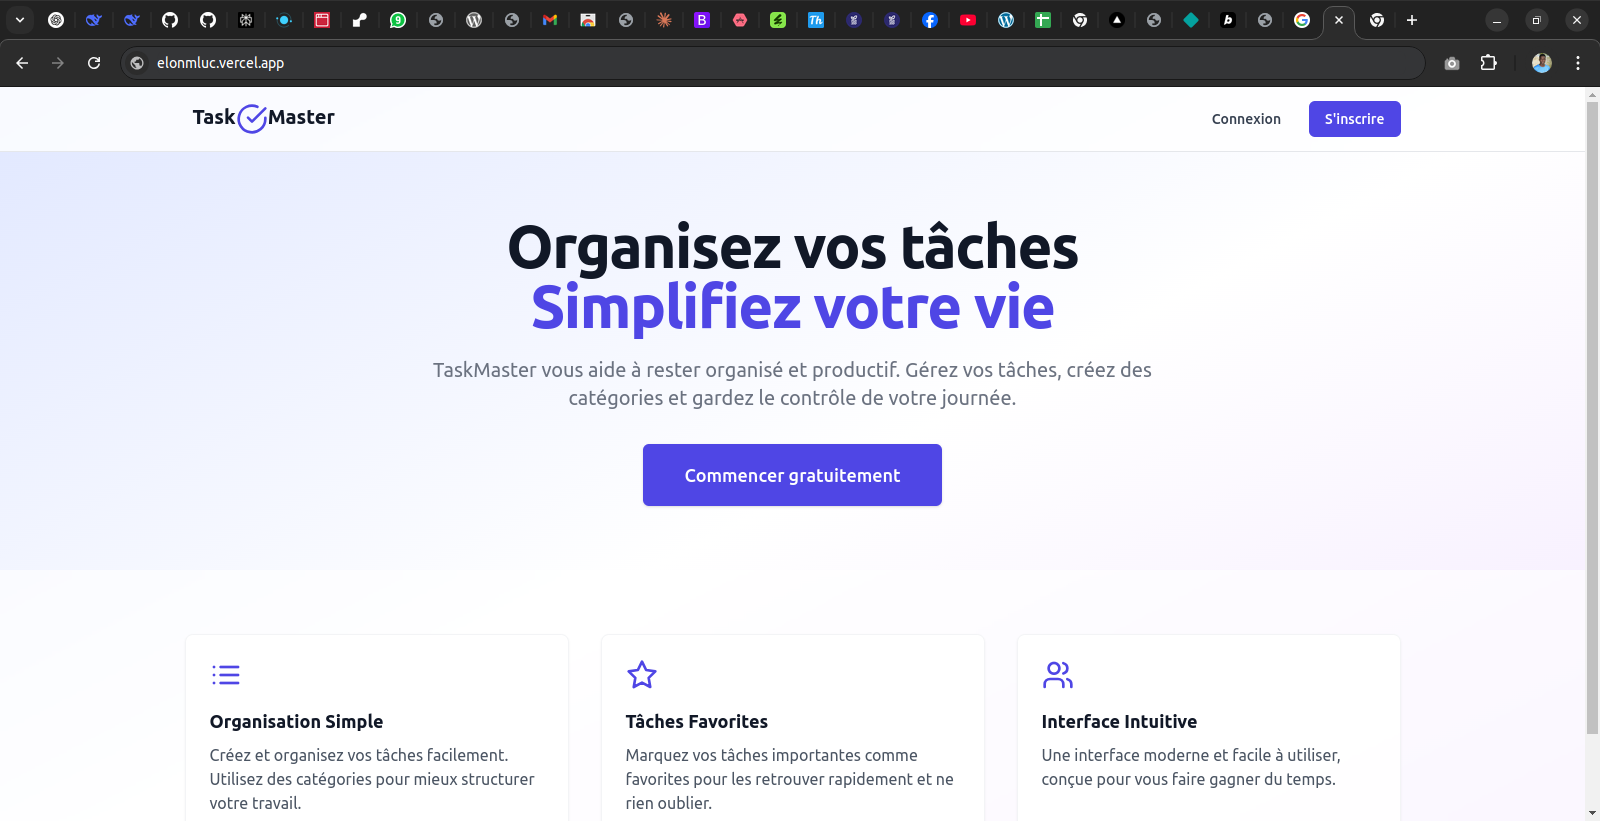 elonmluc.vercel.app
TaskMaster
Connexion
S'inscrire
Organisez vos tâches
Simplifiez votre vie
TaskMaster vous aide à rester organisé et productif. Gérez vos tâches, créez des
catégories et gardez le contrôle de votre journée.
Commencer gratuitement
Organisation Simple
Créez et organisez vos tâches facilement.
Utilisez des catégories pour mieux structurer
votre travail.
Tâches Favorites
Marquez vos tâches importantes comme
favorites pour les retrouver rapidement et ne
rien oublier.
Interface Intuitive
Une interface moderne et facile à utiliser,
conçue pour vous faire gagner du temps.